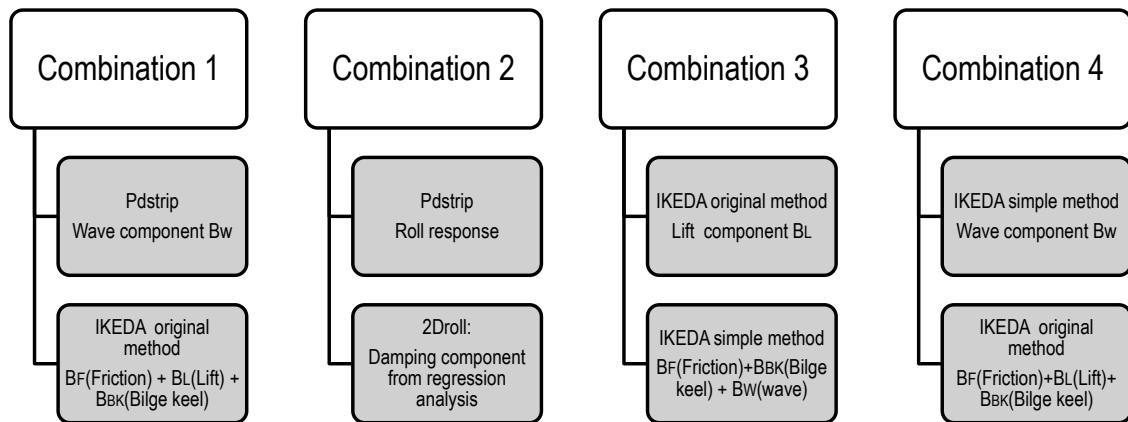 Combination 1
Pdstrip
Wave component BW
IKEDA original
method
BF(Friction) + BL(Lift) +
BBK(Bilge keel)
Combination 2
Pdstrip
Roll response
2Droll:
Damping component
from regression
analysis
Combination 3
IKEDA original method
Lift component BL
IKEDA simple method
BF(Friction)+BBK(Bilge
keel) + BW(wave)
Combination 4
IKEDA simple method
Wave component BW
IKEDA original
method
BF(Friction)+BL(Lift)+
BBK(Bilge keel)